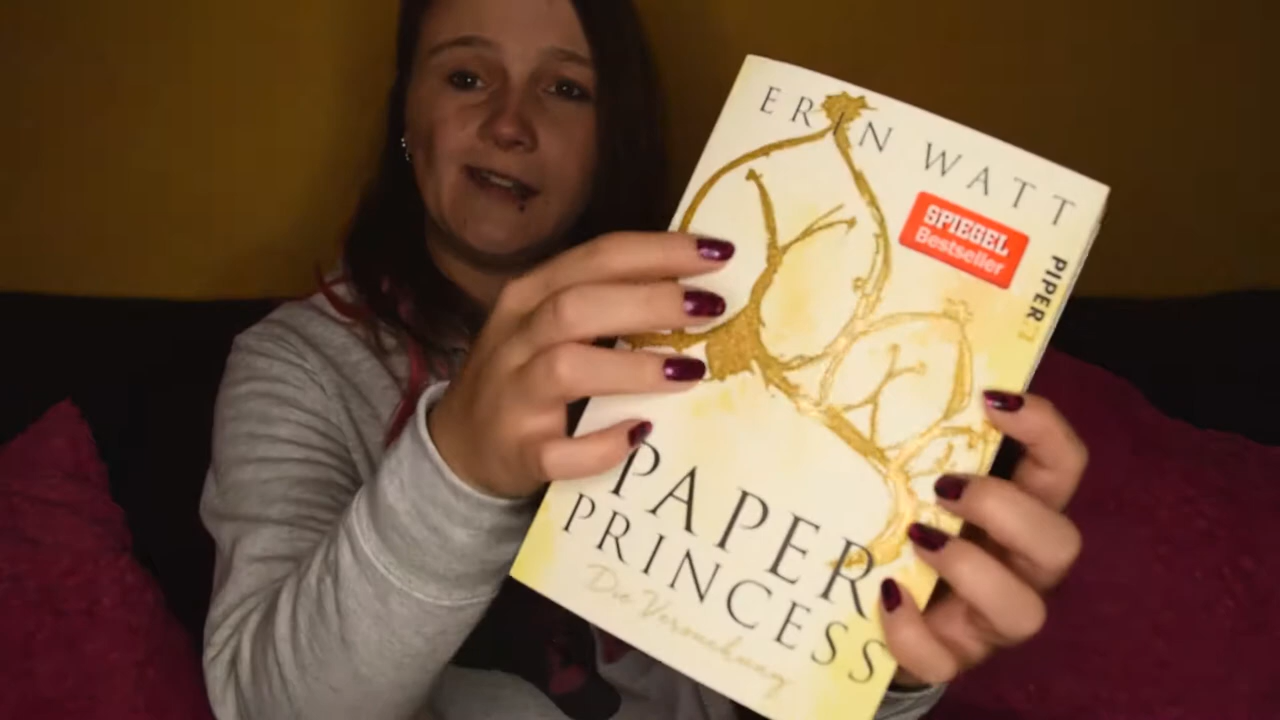 ERIN WATT
SPIEGEL
Bestseller
PIPER
PAPER
PRINCESS
Die Versuchung